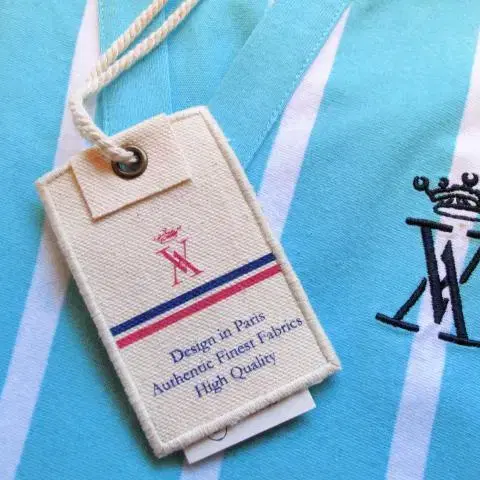 Design in Paris
Authentic Finest Fabrics
High Quality